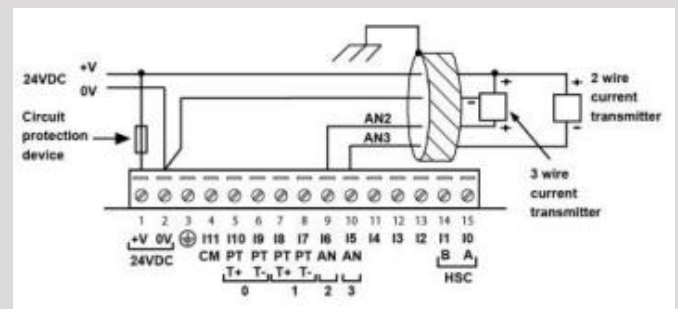 +V
24VDC
0V
Circuit
protection
device
AN2
AN3
+ - + + -
2 wire
current
transmitter
3 wire
current
transmitter
1 2 3 4 5 6 7 8 9 10 11 12 13 14 15
+V 0V I11 I10 I9 I8 I7 I6 I5 I4 I3 I2 I1 I0
24VDC CM PT PT PT PT AN AN B A
T+ T- T+ T- HSC
0 1 2 3